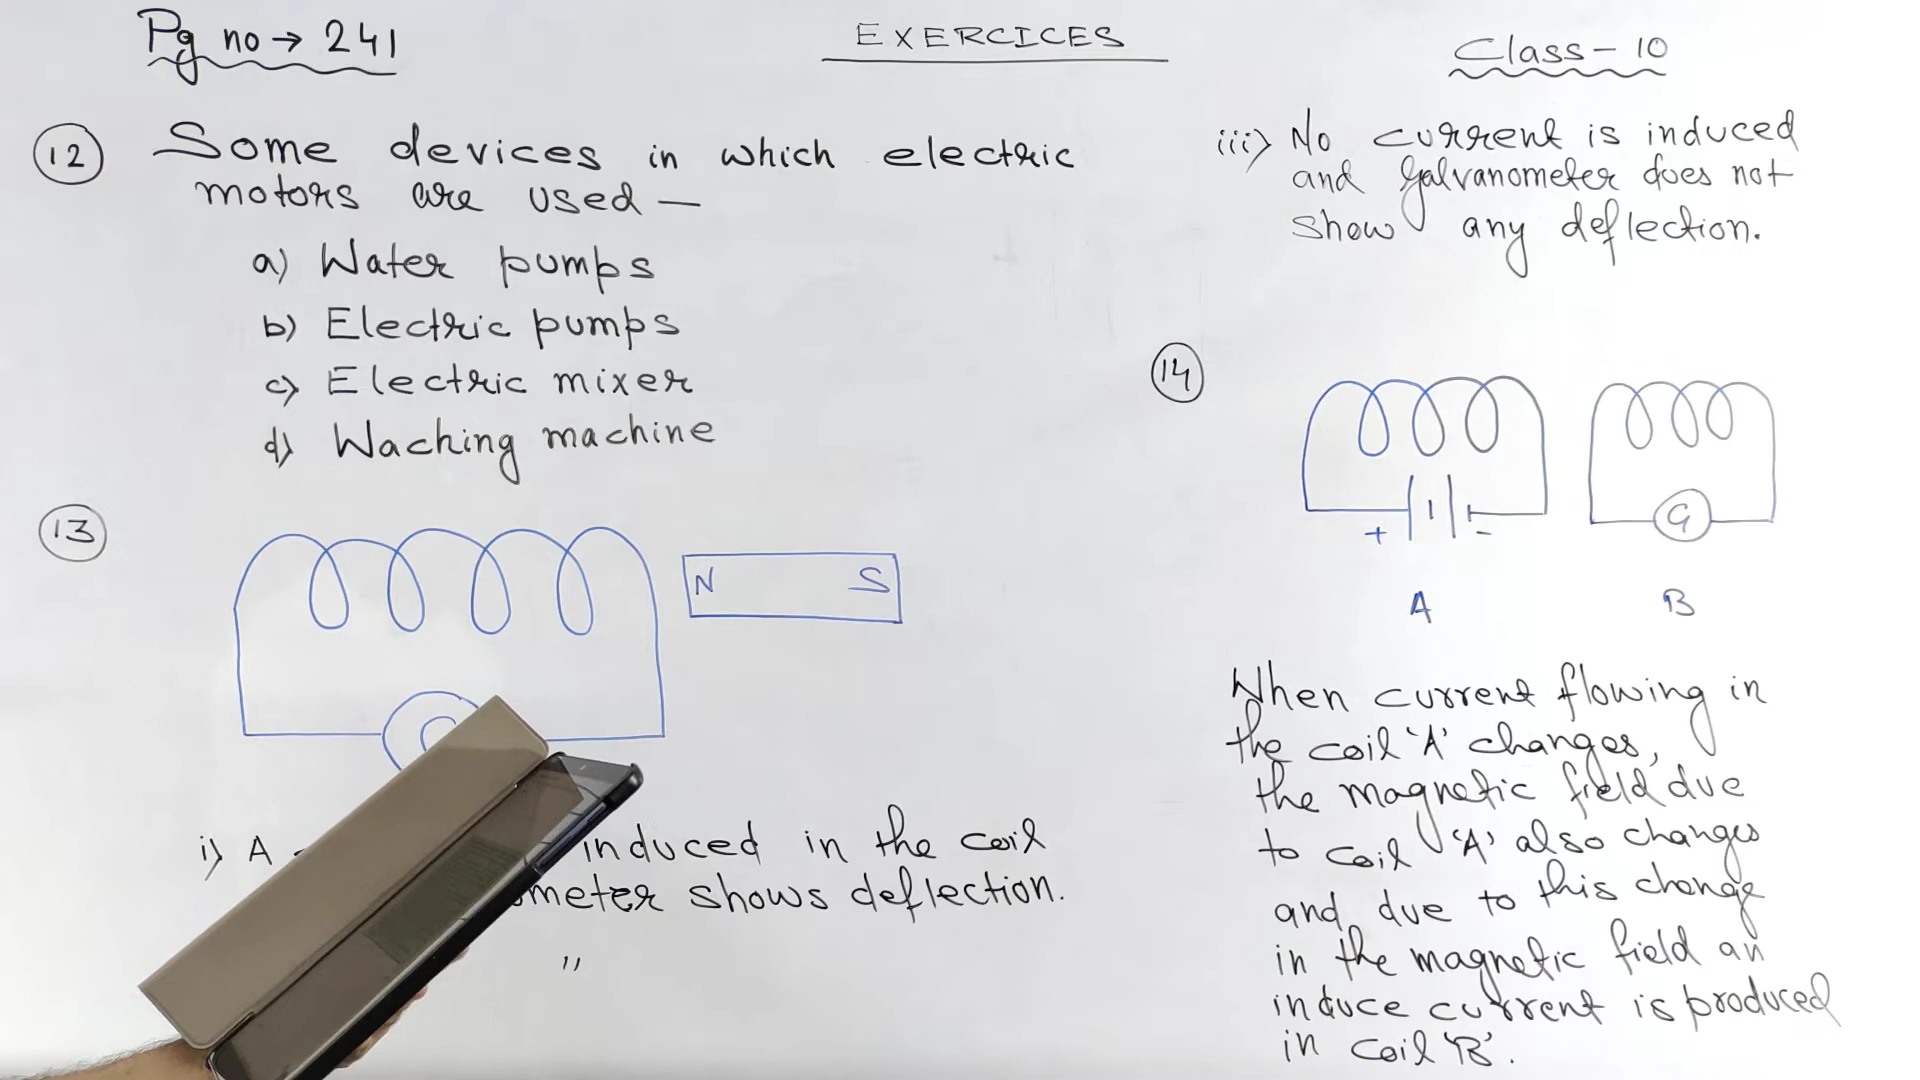 Pg no → 241
EXERCICES
Class - 10
12 Some devices in which electric
motors are used —
a) Water pumps
b) Electric pumps
c) Electric mixer
d) Waching machine
13
N S
i) A induced in the coil
meter shows deflection.
"
iii) No current is induced
and galvanometer does not
show any deflection.
14
G
+ -
A B
When current flowing in
the coil 'A' changes,
the magnetic field due
to coil 'A' also changes
and due to this change
in the magnetic field an
induce current is produced
in coil 'B'.